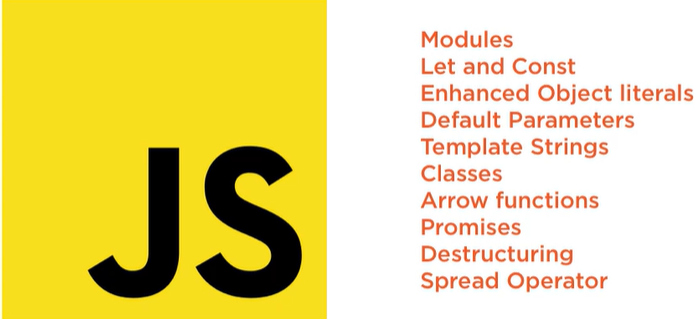 JS
Modules
Let and Const
Enhanced Object literals
Default Parameters
Template Strings
Classes
Arrow functions
Promises
Destructuring
Spread Operator